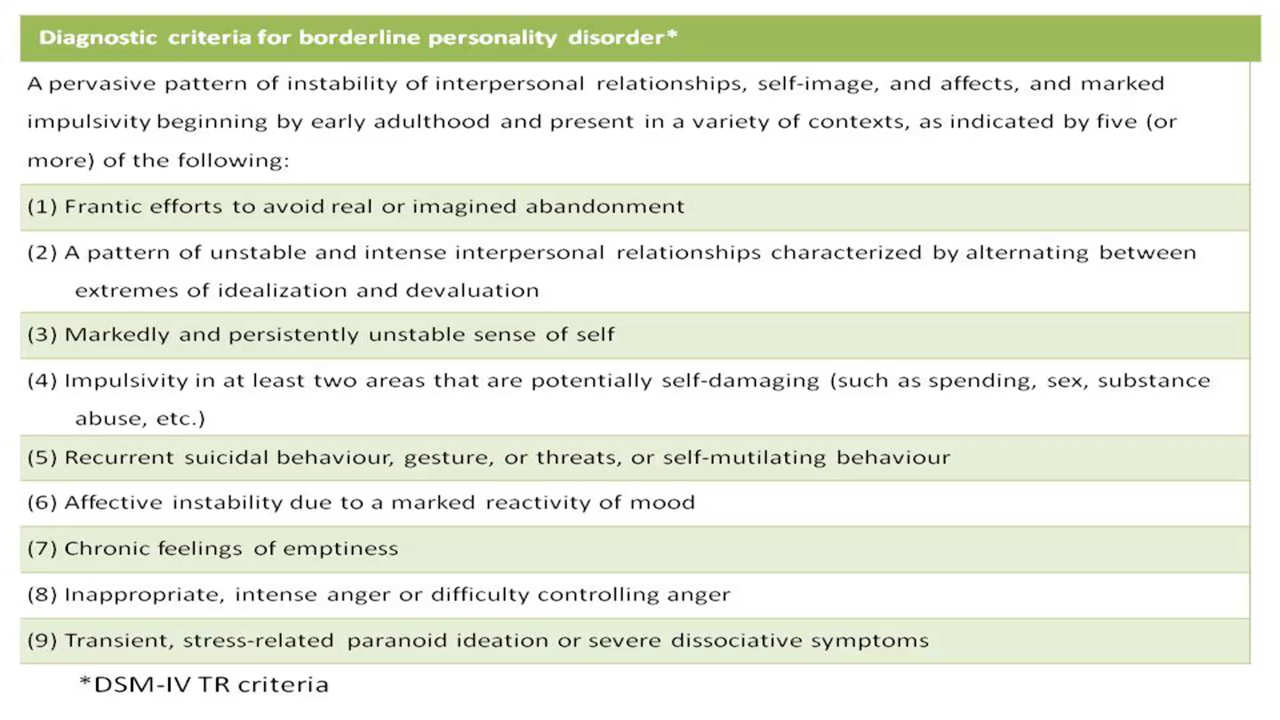 Diagnostic criteria for borderline personality disorder*
A pervasive pattern of instability of interpersonal relationships, self-image, and affects, and marked
impulsivity beginning by early adulthood and present in a variety of contexts, as indicated by five (or
more) of the following:
(1) Frantic efforts to avoid real or imagined abandonment
(2) A pattern of unstable and intense interpersonal relationships characterized by alternating between
extremes of idealization and devaluation
(3) Markedly and persistently unstable sense of self
(4) Impulsivity in at least two areas that are potentially self-damaging (such as spending, sex, substance
abuse, etc.)
(5) Recurrent suicidal behaviour, gesture, or threats, or self-mutilating behaviour
(6) Affective instability due to a marked reactivity of mood
(7) Chronic feelings of emptiness
(8) Inappropriate, intense anger or difficulty controlling anger
(9) Transient, stress-related paranoid ideation or severe dissociative symptoms
*DSM-IV TR criteria